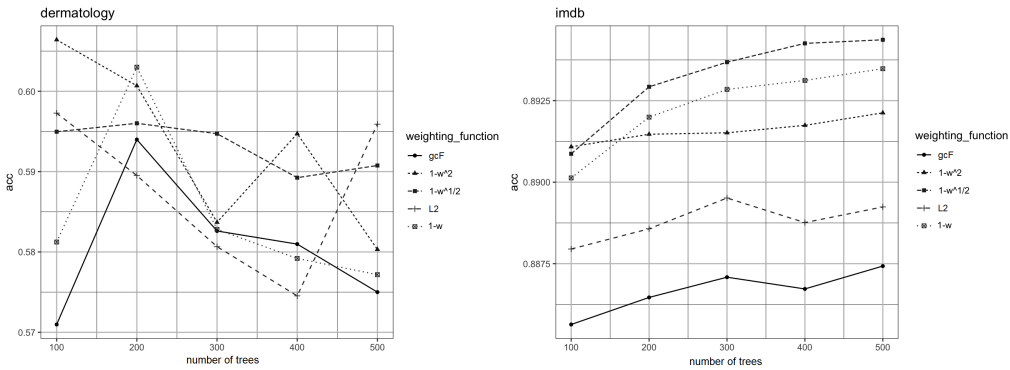 dermatology
acc
0.60
0.59
0.58
0.57
100 200 300 400 500
number of trees
weighting_function
gcF
1-w^2
1-w^1/2
L2
1-w
imdb
acc
0.8925
0.8900
0.8875
100 200 300 400 500
number of trees
weighting_function
gcF
1-w^2
1-w^1/2
L2
1-w